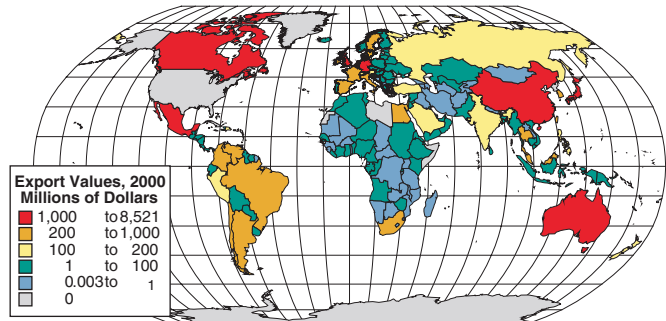 Export Values, 2000
Millions of Dollars
1,000 to 8,521
200 to 1,000
100 to 200
1 to 100
0.003 to 1
0